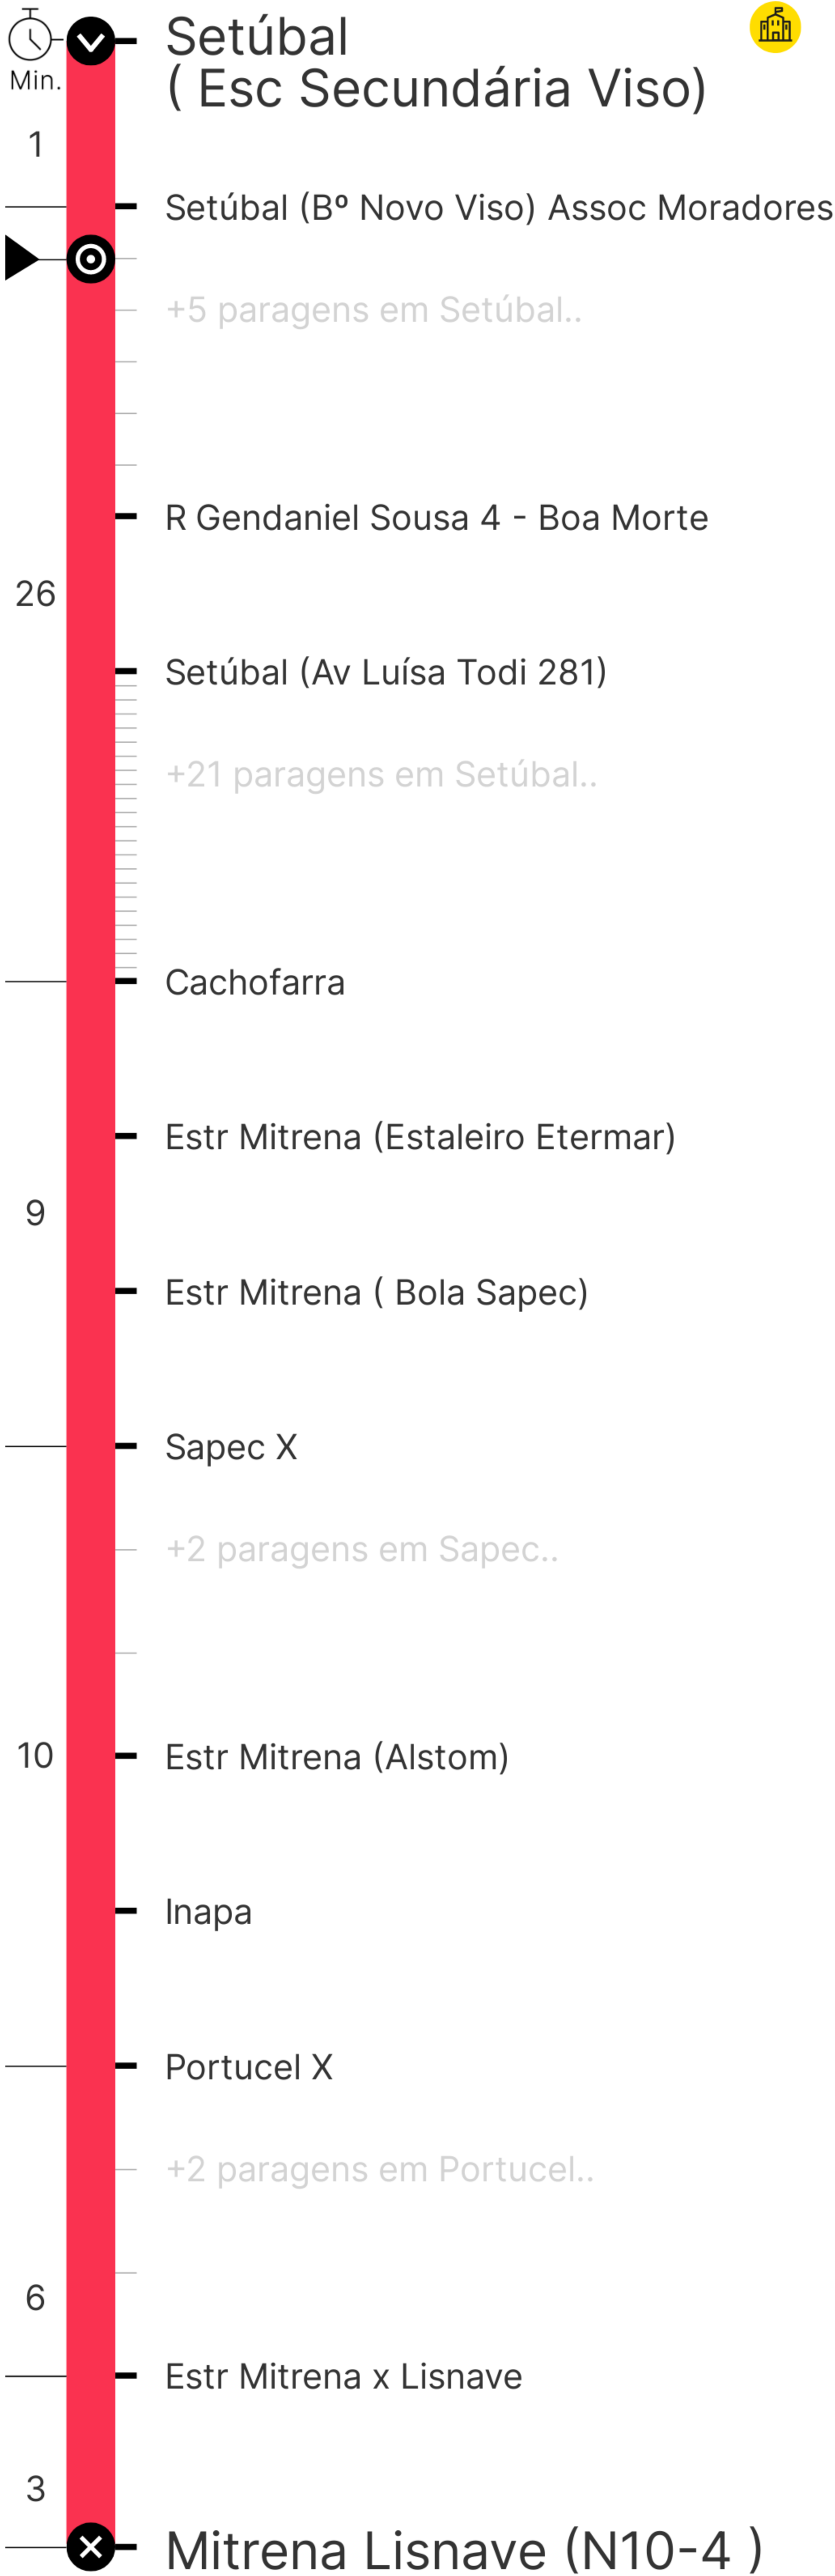 Setúbal
( Esc Secundária Viso)
Min.
1
Setúbal (Bº Novo Viso) Assoc Moradores
+5 paragens em Setúbal..
R Gendaniel Sousa 4 - Boa Morte
26
Setúbal (Av Luísa Todi 281)
+21 paragens em Setúbal..
Cachofarra
Estr Mitrena (Estaleiro Etermar)
9
Estr Mitrena ( Bola Sapec)
Sapec X
+2 paragens em Sapec..
10
Estr Mitrena (Alstom)
Inapa
Portucel X
+2 paragens em Portucel..
6
Estr Mitrena x Lisnave
3
Mitrena Lisnave (N10-4 )